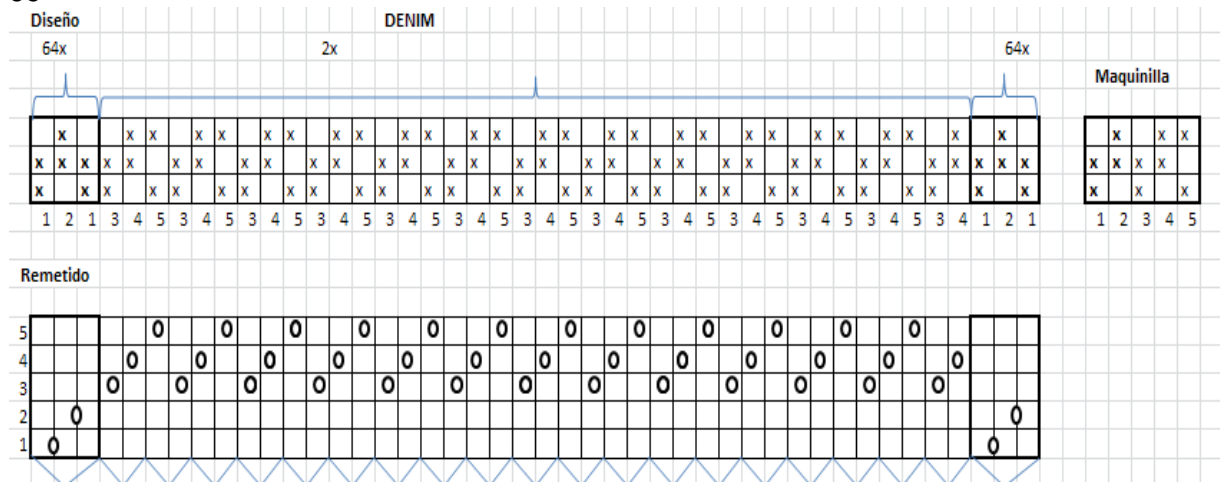 Diseño DENIM
64x 2x 64x
Maquinilla
x x x x x x x x x x x x x x x x x x x x x x x x x x x x x x
x x x x x x x x x x x x x x x x x x x x x x x x x x x x x x x x x x x x
x x x x x x x x x x x x x x x x x x x x x x x x x x x x x x x x
1 2 1 3 4 5 3 4 5 3 4 5 3 4 5 3 4 5 3 4 5 3 4 5 3 4 5 3 4 5 3 4 5 3 4 5 3 4 5 3 4 1 2 1 1 2 3 4 5
Remetido
5 O O O O O O O O O O O O
4 O O O O O O O O O O O O O
3 O O O O O O O O O O O O O
2 O O
1 O O